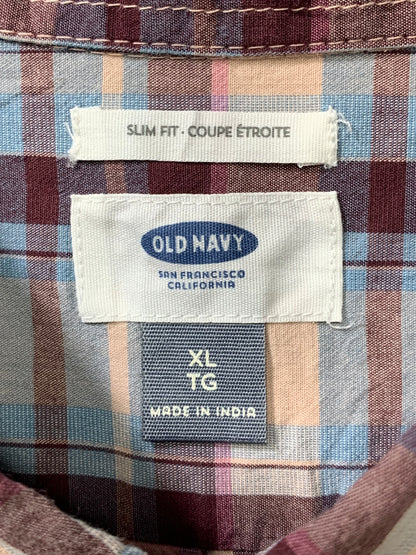 SLIM FIT · COUPE ÉTROITE
OLD NAVY
SAN FRANCISCO
CALIFORNIA
XL
TG
MADE IN INDIA